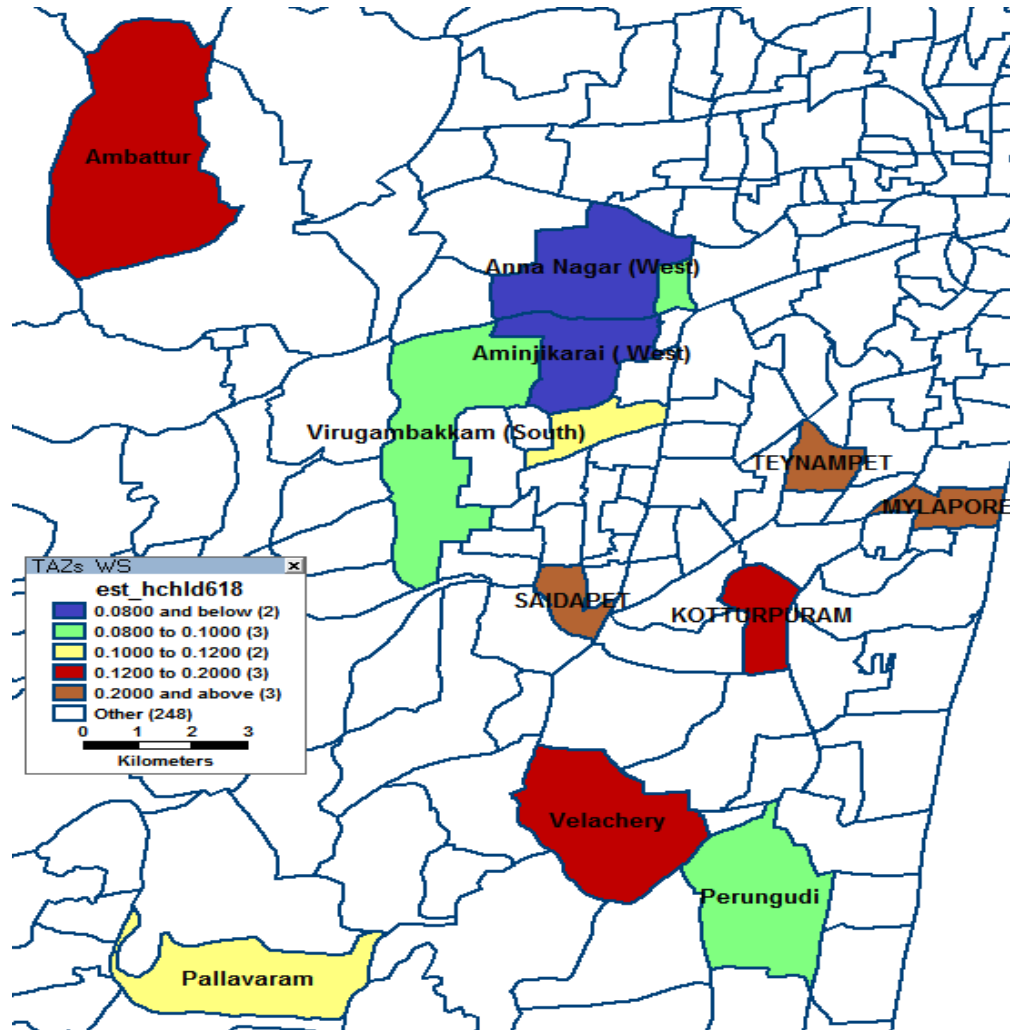 Ambattur
Anna Nagar (West)
Aminjikarai ( West)
Virugambakkam (South)
TEYNAMPET
MYLAPORE
SAIDAPET
KOTTURPURAM
TAZs WS
est_hchld618
0.0800 and below (2)
0.0800 to 0.1000 (3)
0.1000 to 0.1200 (2)
0.1200 to 0.2000 (3)
0.2000 and above (3)
Other (248)
0 1 2 3
Kilometers
Velachery
Perungudi
Pallavaram